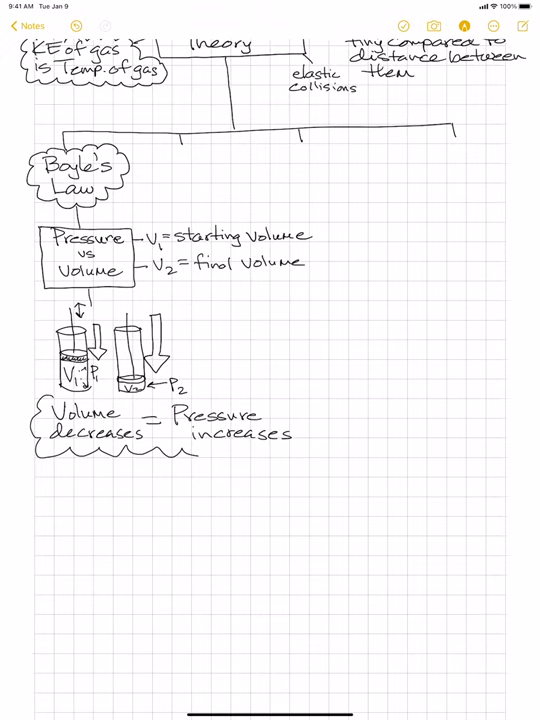 9:41 AM Tue Jan 9
100%
Notes
KE of gas
is Temp. of gas
Theory
elastic
collisions
tiny compared to
distance between
them
Boyle's
Law
Pressure
vs
Volume
V₁ = starting volume
V₂ = final volume
V₁
P₁
V₂
P₂
Volume = Pressure
decreases increases